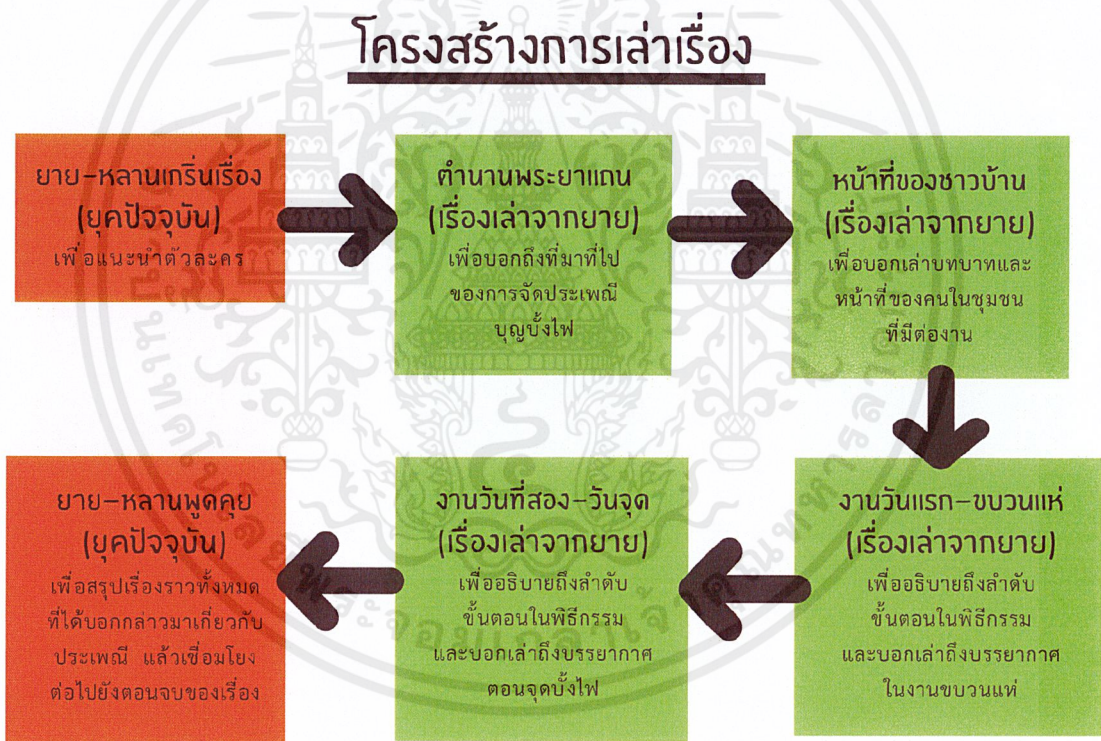 โครงสร้างการเล่าเรื่อง
ยาย-หลานเกริ่นเรื่อง
(ยุคปัจจุบัน)
เพื่อแนะนำตัวละคร
ตำนานพระยาแถน
(เรื่องเล่าจากยาย)
เพื่อบอกถึงที่มาที่ไป
ของการจัดประเพณี
บุญบั้งไฟ
หน้าที่ของชาวบ้าน
(เรื่องเล่าจากยาย)
เพื่อบอกเล่าบทบาทและ
หน้าที่ของคนในชุมชน
ที่มีต่องาน
งานวันแรก-ขบวนแห่
(เรื่องเล่าจากยาย)
เพื่ออธิบายถึงลำดับ
ขั้นตอนในพิธีกรรม
และบอกเล่าถึงบรรยากาศ
ในงานขบวนแห่
งานวันที่สอง-วันจุด
(เรื่องเล่าจากยาย)
เพื่ออธิบายถึงลำดับ
ขั้นตอนในพิธีกรรม
และบอกเล่าถึงบรรยากาศ
ตอนจุดบั้งไฟ
ยาย-หลานพูดคุย
(ยุคปัจจุบัน)
เพื่อสรุปเรื่องราวทั้งหมด
ที่ได้บอกกล่าวมาเกี่ยวกับ
ประเพณี แล้วเชื่อมโยง
ต่อไปยังตอนจบของเรื่อง